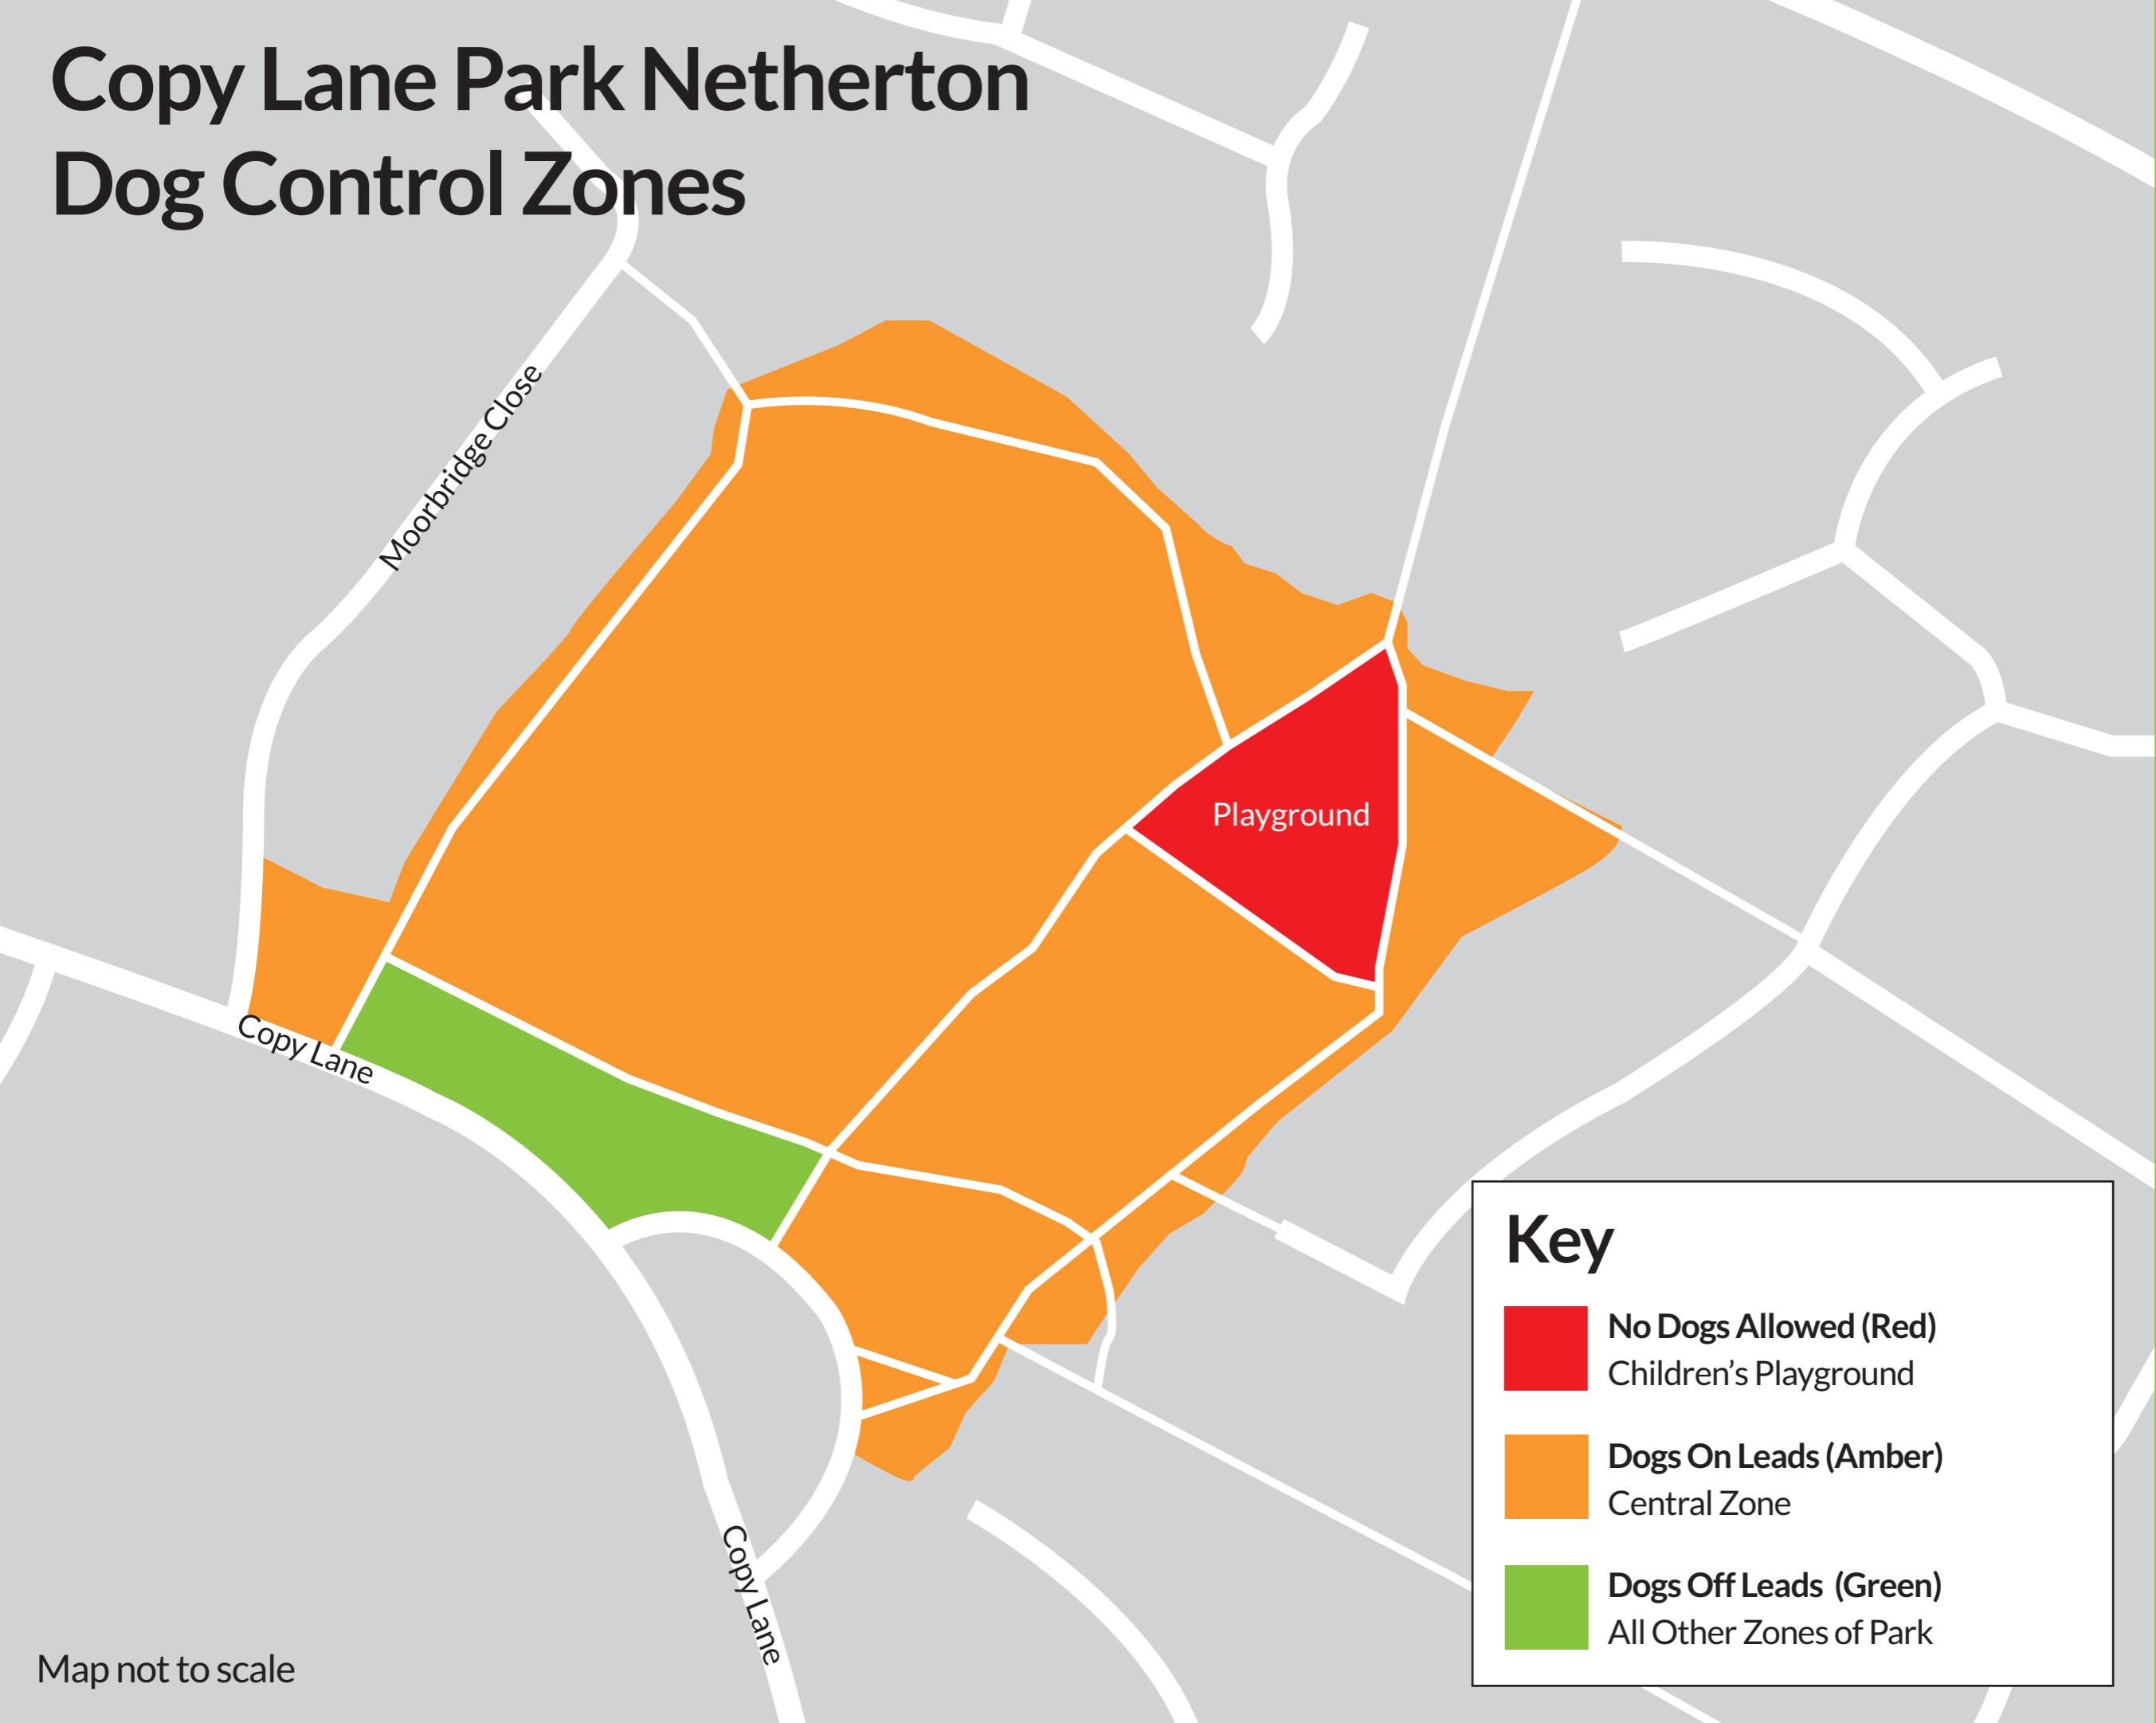 Copy Lane Park Netherton
Dog Control Zones
Moorbridge Close
Playground
Copy Lane
Copy Lane
Key
No Dogs Allowed (Red)
Children’s Playground
Dogs On Leads (Amber)
Central Zone
Dogs Off Leads (Green)
All Other Zones of Park
Map not to scale